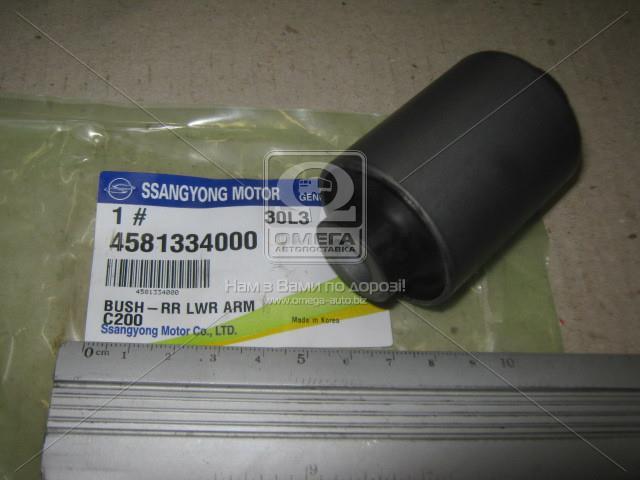 SSANGYONG MOTOR
GEN
1 #
30L3
4581334000
4581334000
BUSH-RR LWR ARM
C200
Made in Korea
Ssangyong Motor Co., LTD.
ОМЕГА
АВТОПОСТАВКА
Нам в Вами по дорозі!
www.omega-auto.biz
0 cm 1 2 3 4 5 6 7 8 9 10